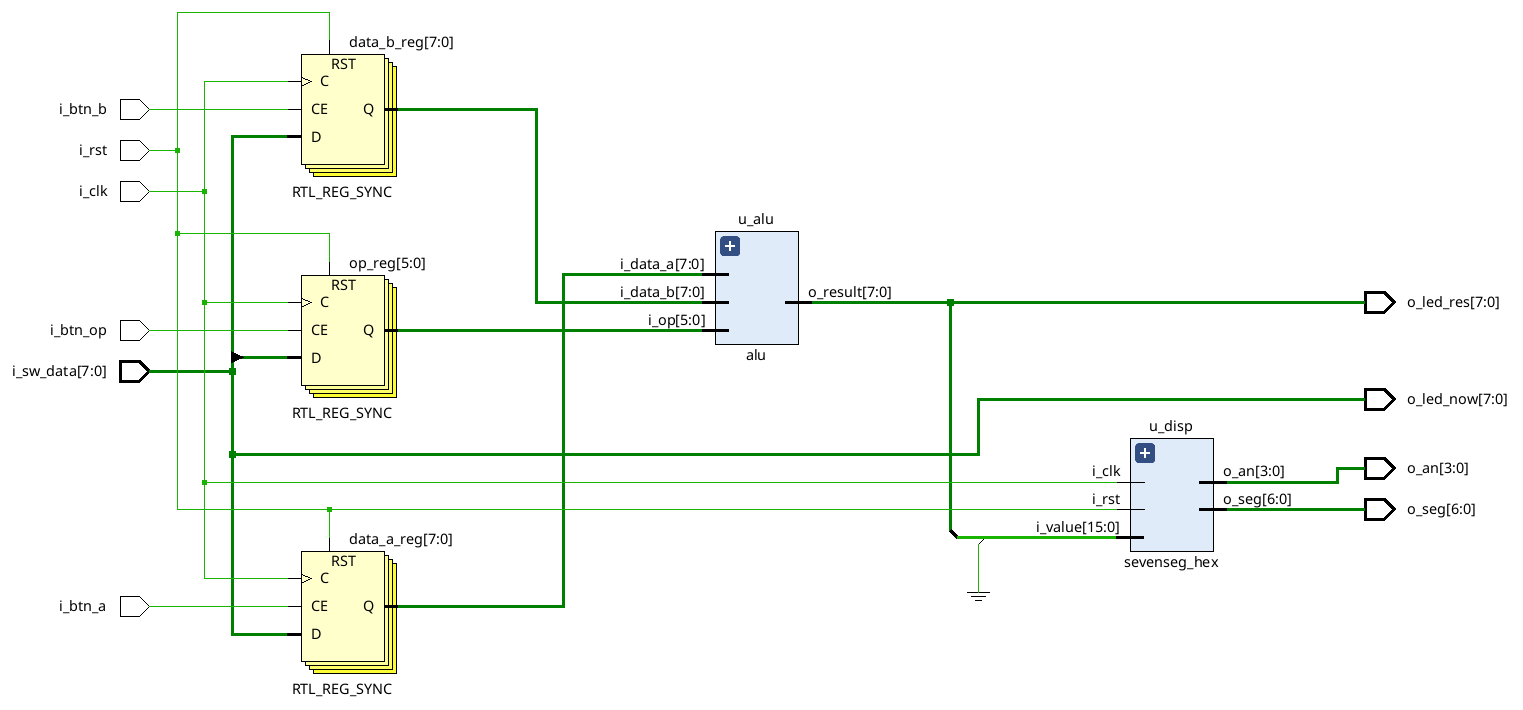 data_b_reg[7:0]
RST
C
i_btn_b
CE
Q
D
i_rst
i_clk
RTL_REG_SYNC
u_alu
op_reg[5:0]
i_data_a[7:0]
RST
i_data_b[7:0]
o_result[7:0]
C
o_led_res[7:0]
i_op[5:0]
i_btn_op
CE
Q
alu
D
i_sw_data[7:0]
o_led_now[7:0]
RTL_REG_SYNC
u_disp
i_clk
o_an[3:0]
o_an[3:0]
i_rst
o_seg[6:0]
o_seg[6:0]
i_value[15:0]
data_a_reg[7:0]
RST
sevenseg_hex
C
i_btn_a
CE
Q
D
RTL_REG_SYNC